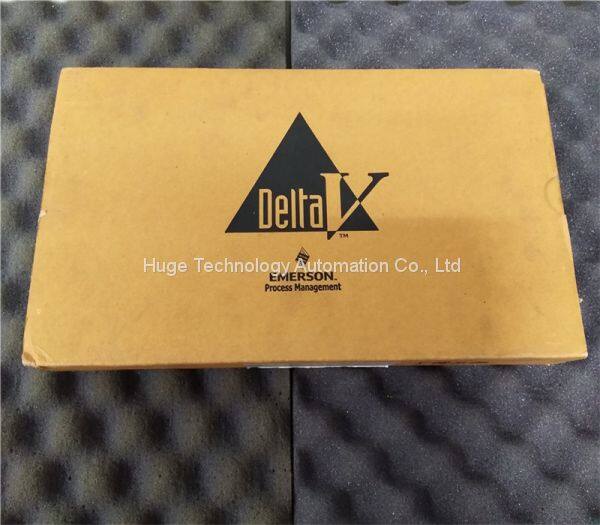 DeltaV
TM
Huge Technology Automation Co., Ltd
EMERSON.
Process Management